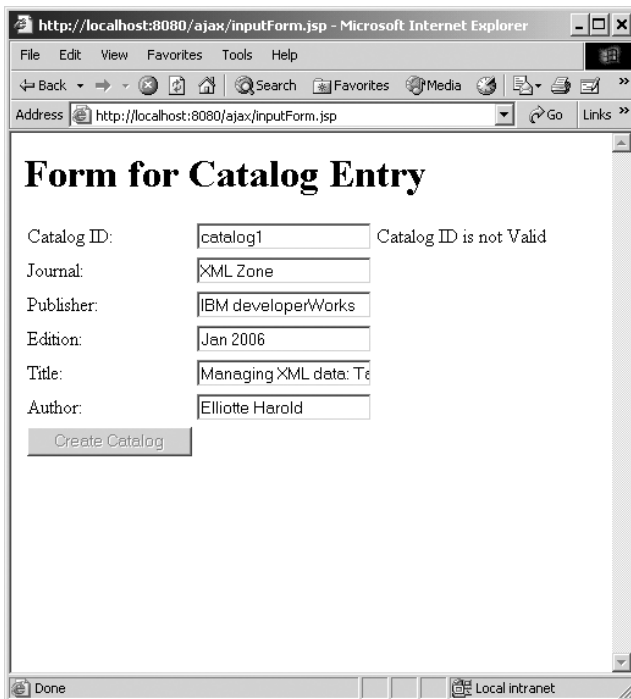 http://localhost:8080/ajax/inputForm.jsp - Microsoft Internet Explorer
File Edit View Favorites Tools Help
Back Search Favorites Media »
Address http://localhost:8080/ajax/inputForm.jsp Go Links »
Form for Catalog Entry
Catalog ID: catalog1 Catalog ID is not Valid
Journal: XML Zone
Publisher: IBM developerWorks
Edition: Jan 2006
Title: Managing XML data: Ta
Author: Elliotte Harold
Create Catalog
Done Local intranet